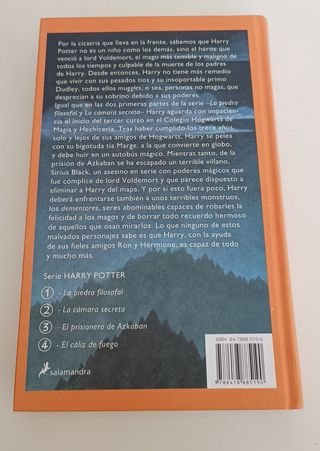 Por la cicatriz que lleva en la frente, sabemos que Harry
Potter no es un niño como los demás, sino el héroe que
venció a lord Voldemort, el mago más temible y maligno de
todos los tiempos y culpable de la muerte de los padres
de Harry. Desde entonces, Harry no tiene más remedio
que vivir con sus pesados tíos y su insoportable primo
Dudley, todos ellos muggles, o sea, personas no magas, que
desprecian a su sobrino debido a sus poderes.
Igual que en las dos primeras partes de la serie –La piedra
filosofal y La cámara secreta– Harry aguarda con impacien-
cia el inicio del tercer curso en el Colegio Hogwarts de
Magia y Hechicería. Tras haber cumplido los trece años,
solo y lejos de sus amigos de Hogwarts, Harry se pelea
con su bigotuda tía Marge, a la que convierte en globo,
y debe huir en un autobús mágico. Mientras tanto, de la
prisión de Azkaban se ha escapado un terrible villano,
Sirius Black, un asesino en serie con poderes mágicos que
fue cómplice de lord Voldemort y que parece dispuesto a
eliminar a Harry del mapa. Y por si esto fuera poco, Harry
deberá enfrentarse también a unos terribles monstruos,
los dementores, seres abominables capaces de robarles la
felicidad a los magos y de borrar todo recuerdo hermoso
de aquellos que osan mirarlos. Lo que ninguno de estos
malvados personajes sabe es que Harry, con la ayuda
de sus fieles amigos Ron y Hermione, es capaz de todo
y mucho más.
Serie HARRY POTTER
1 - La piedra filosofal
2 - La cámara secreta
3 - El prisionero de Azkaban
4 - El cáliz de fuego
salamandra
ISBN 84-7888-519-6
9 788478 885190